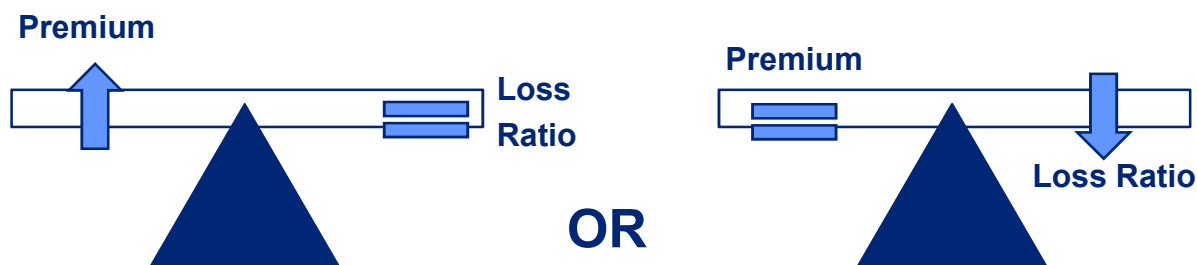 Premium
Loss
Ratio
OR
Premium
Loss Ratio